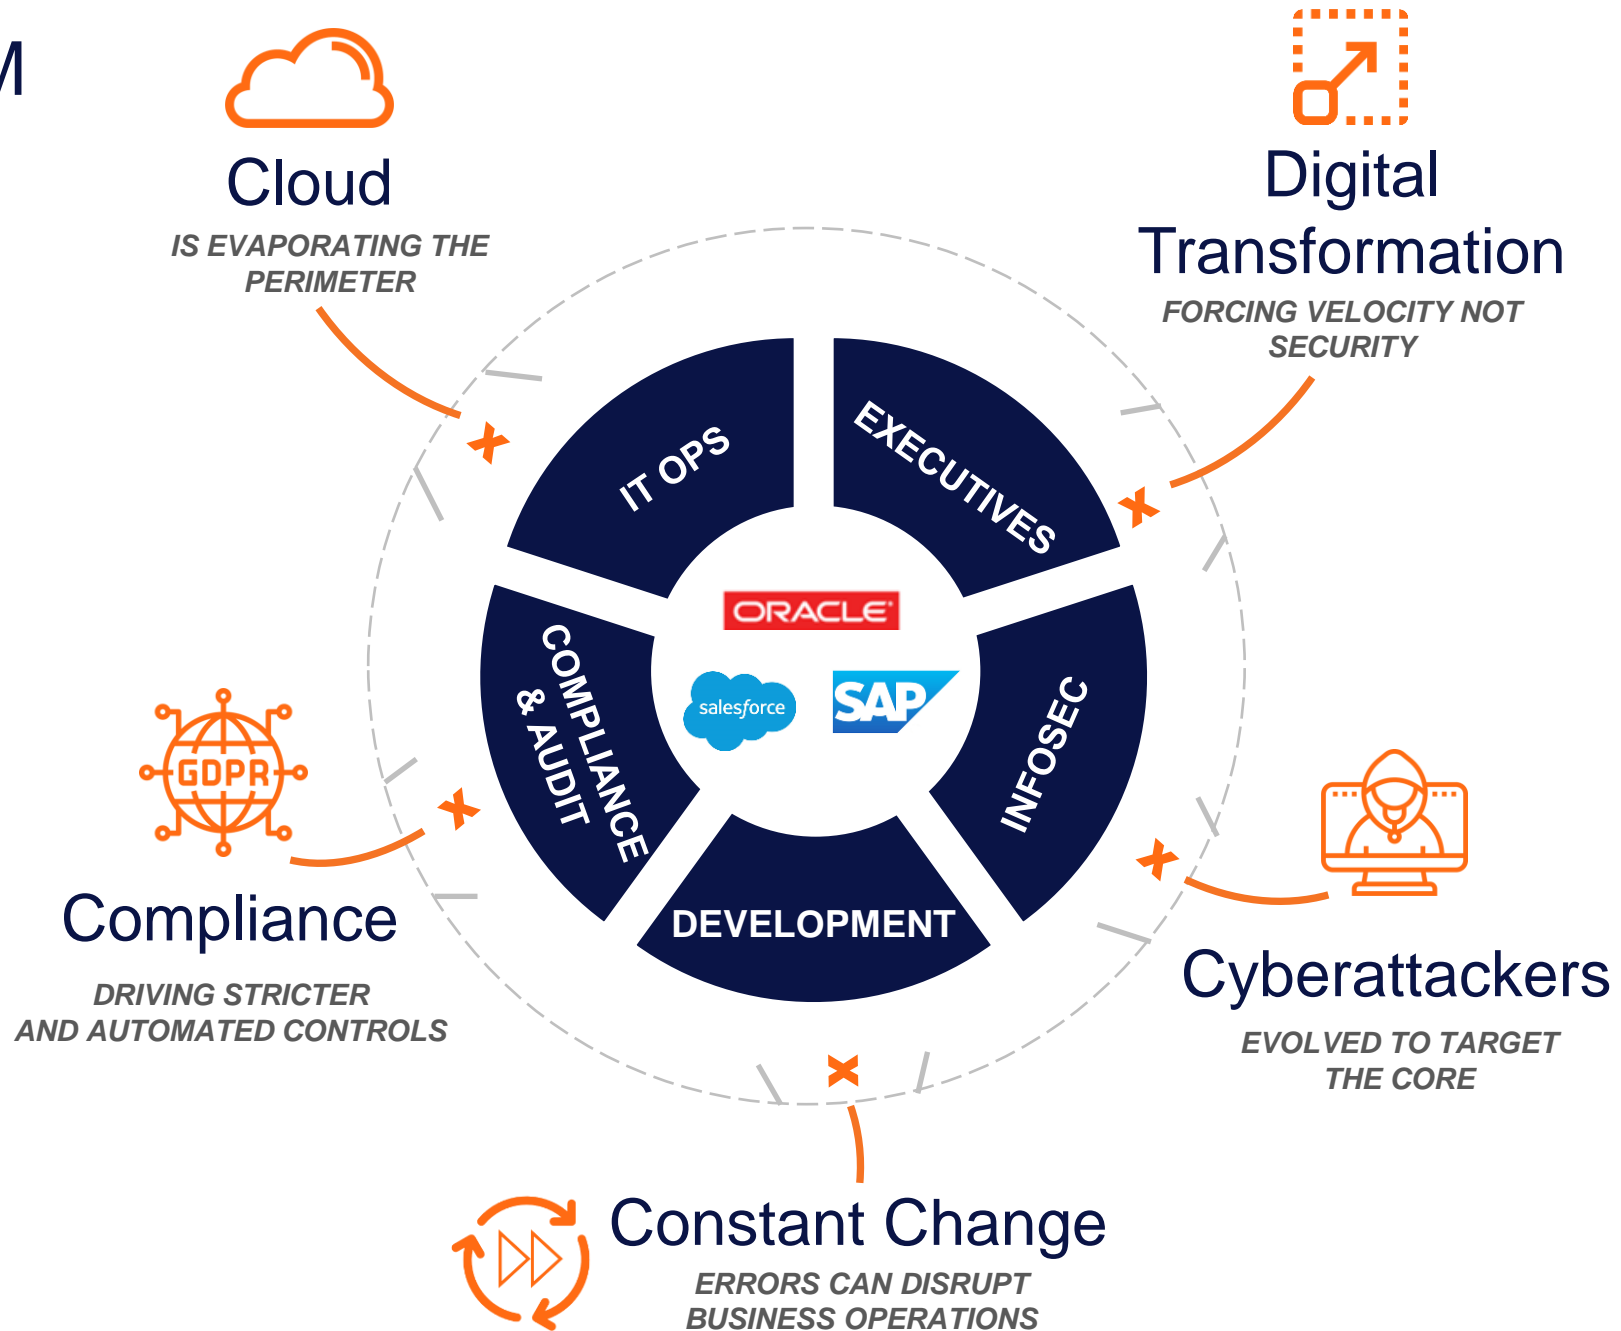 M
Cloud
IS EVAPORATING THE
PERIMETER
Digital
Transformation
FORCING VELOCITY NOT
SECURITY
IT OPS
EXECUTIVES
ORACLE
salesforce
SAP
COMPLIANCE
& AUDIT
INFOSEC
DEVELOPMENT
GDPR
Compliance
DRIVING STRICTER
AND AUTOMATED CONTROLS
Cyberattackers
EVOLVED TO TARGET
THE CORE
Constant Change
ERRORS CAN DISRUPT
BUSINESS OPERATIONS